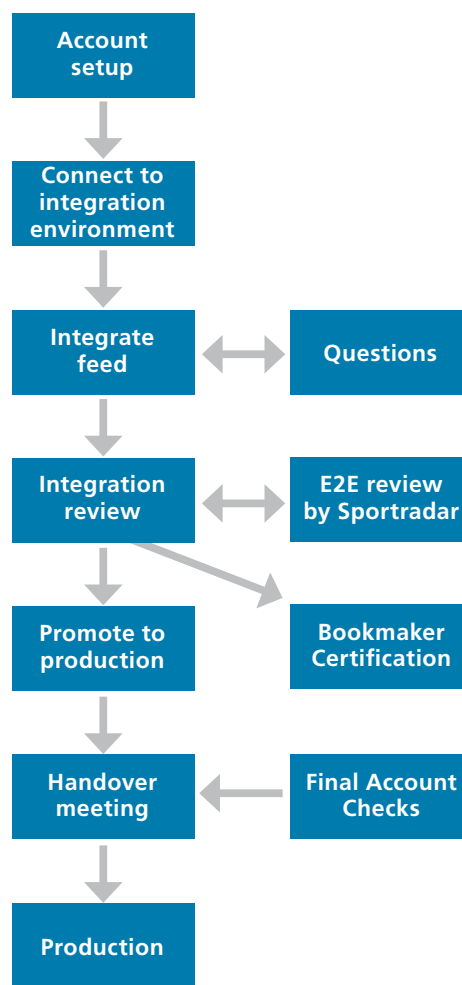 Account
setup
Connect to
integration
environment
Integrate
feed
Questions
Integration
review
E2E review
by Sportradar
Promote to
production
Bookmaker
Certification
Handover
meeting
Final Account
Checks
Production